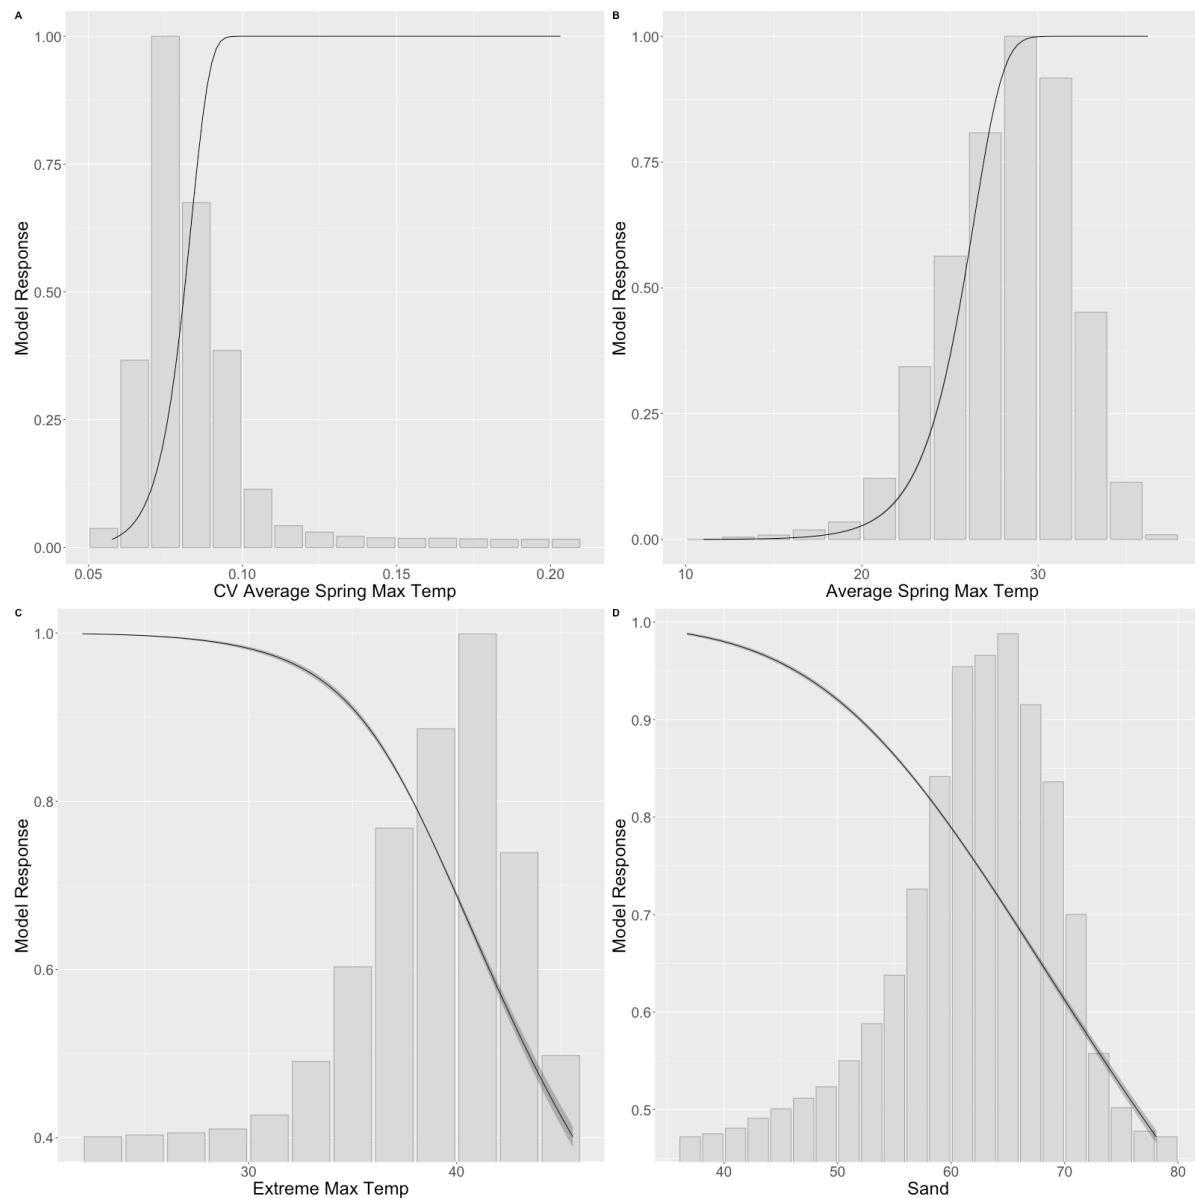 A
1.00
0.75
0.50
0.25
0.00
Model Response
0.05
0.10
0.15
0.20
CV Average Spring Max Temp
B
1.00
0.75
0.50
0.25
0.00
Model Response
10
20
30
Average Spring Max Temp
C
1.0
0.8
0.6
0.4
Model Response
30
40
Extreme Max Temp
D
1.0
0.9
0.8
0.7
0.6
0.5
Model Response
40
50
60
70
80
Sand